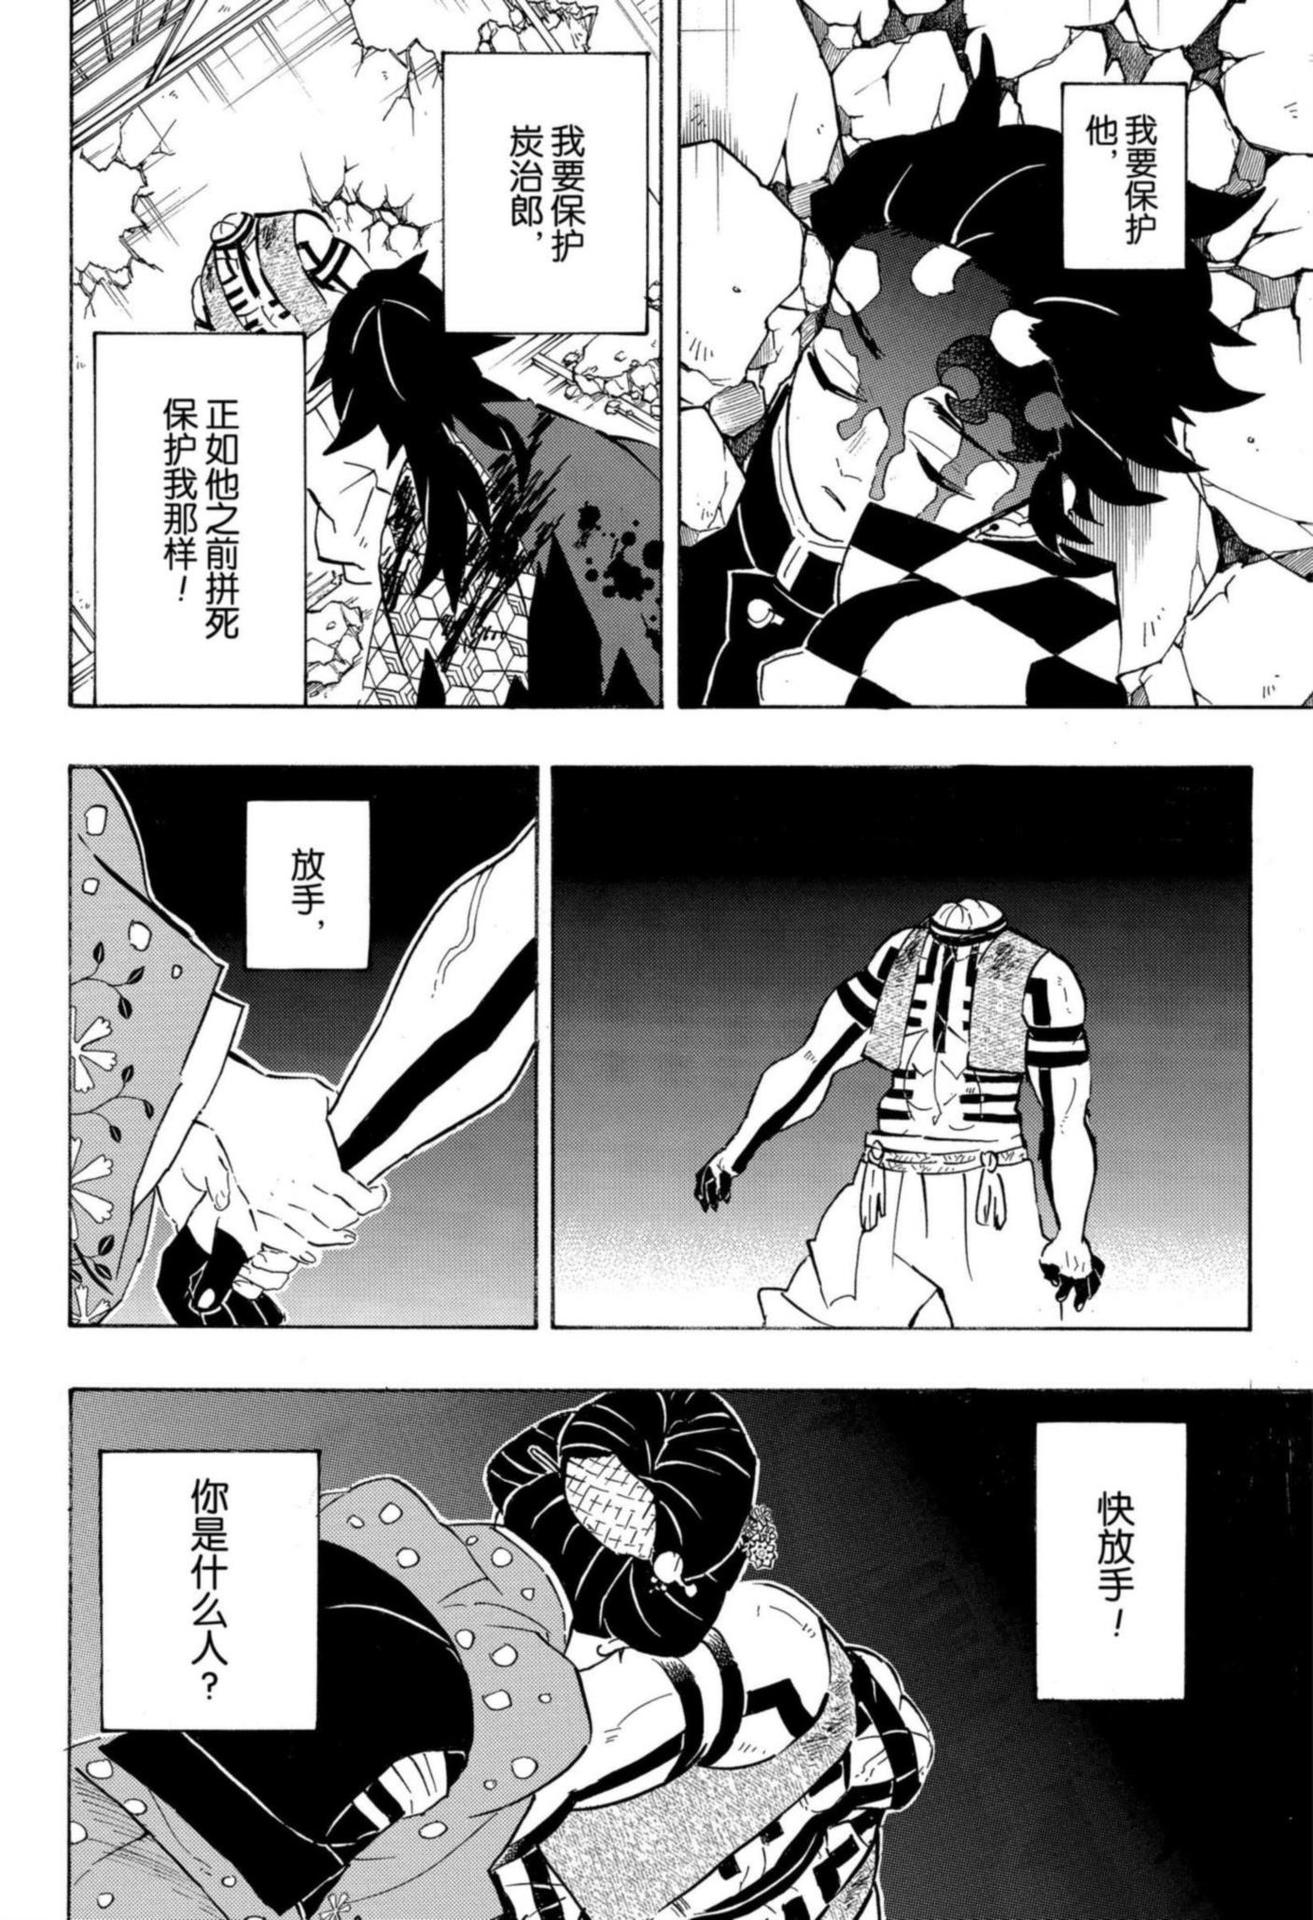 我要保护
他，
我要保护
炭治郎，
正如他之前拼死
保护我那样！
放手，
快放手！
你是什么人？